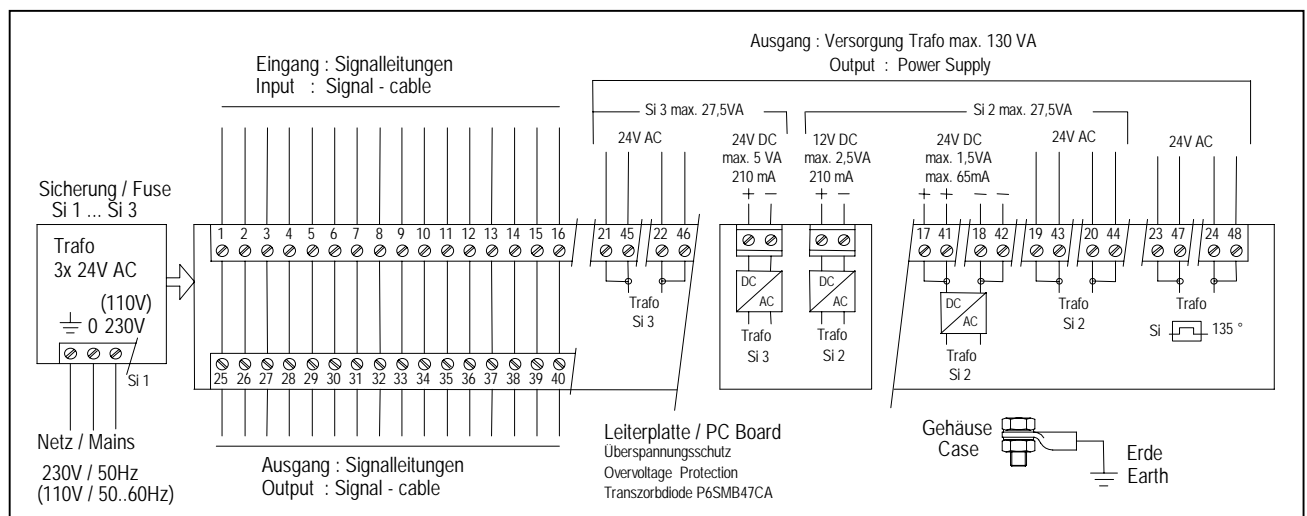 Ausgang : Versorgung Trafo max. 130 VA
Output : Power Supply
Eingang : Signalleitungen
Input : Signal - cable
Si 3 max. 27,5VA
Si 2 max. 27,5VA
24V AC
24V DC
max. 5 VA
210 mA
12V DC
max. 2,5VA
210 mA
24V DC
max. 1,5VA
max. 65mA
24V AC
24V AC
+ −
+ −
+ + − −
Sicherung / Fuse
Si 1 ... Si 3
Trafo
3x 24V AC
(110V)
0 230V
Si 1
1 2 3 4 5 6 7 8 9 10 11 12 13 14 15 16
21 45 22 46
17 41 18 42 19 43 20 44 23 47 24 48
Trafo
Si 3
DC
AC
Trafo
Si 3
DC
AC
Trafo
Si 2
DC
AC
Trafo
Si 2
Trafo
Si 2
Trafo
Si 135 °
25 26 27 28 29 30 31 32 33 34 35 36 37 38 39 40
Netz / Mains
230V / 50Hz
(110V / 50..60Hz)
Ausgang : Signalleitungen
Output : Signal - cable
Leiterplatte / PC Board
Überspannungsschutz
Overvoltage Protection
Transzorbdiode P6SMB47CA
Gehäuse
Case
Erde
Earth